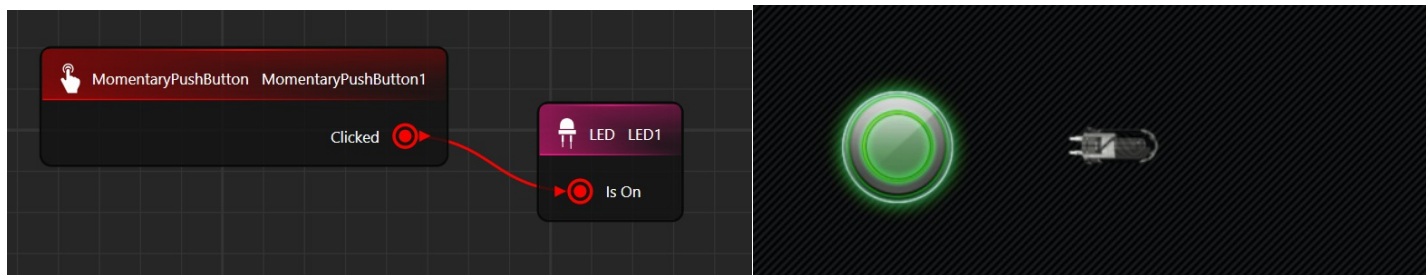 MomentaryPushButton MomentaryPushButton1
Clicked
LED LED1
Is On